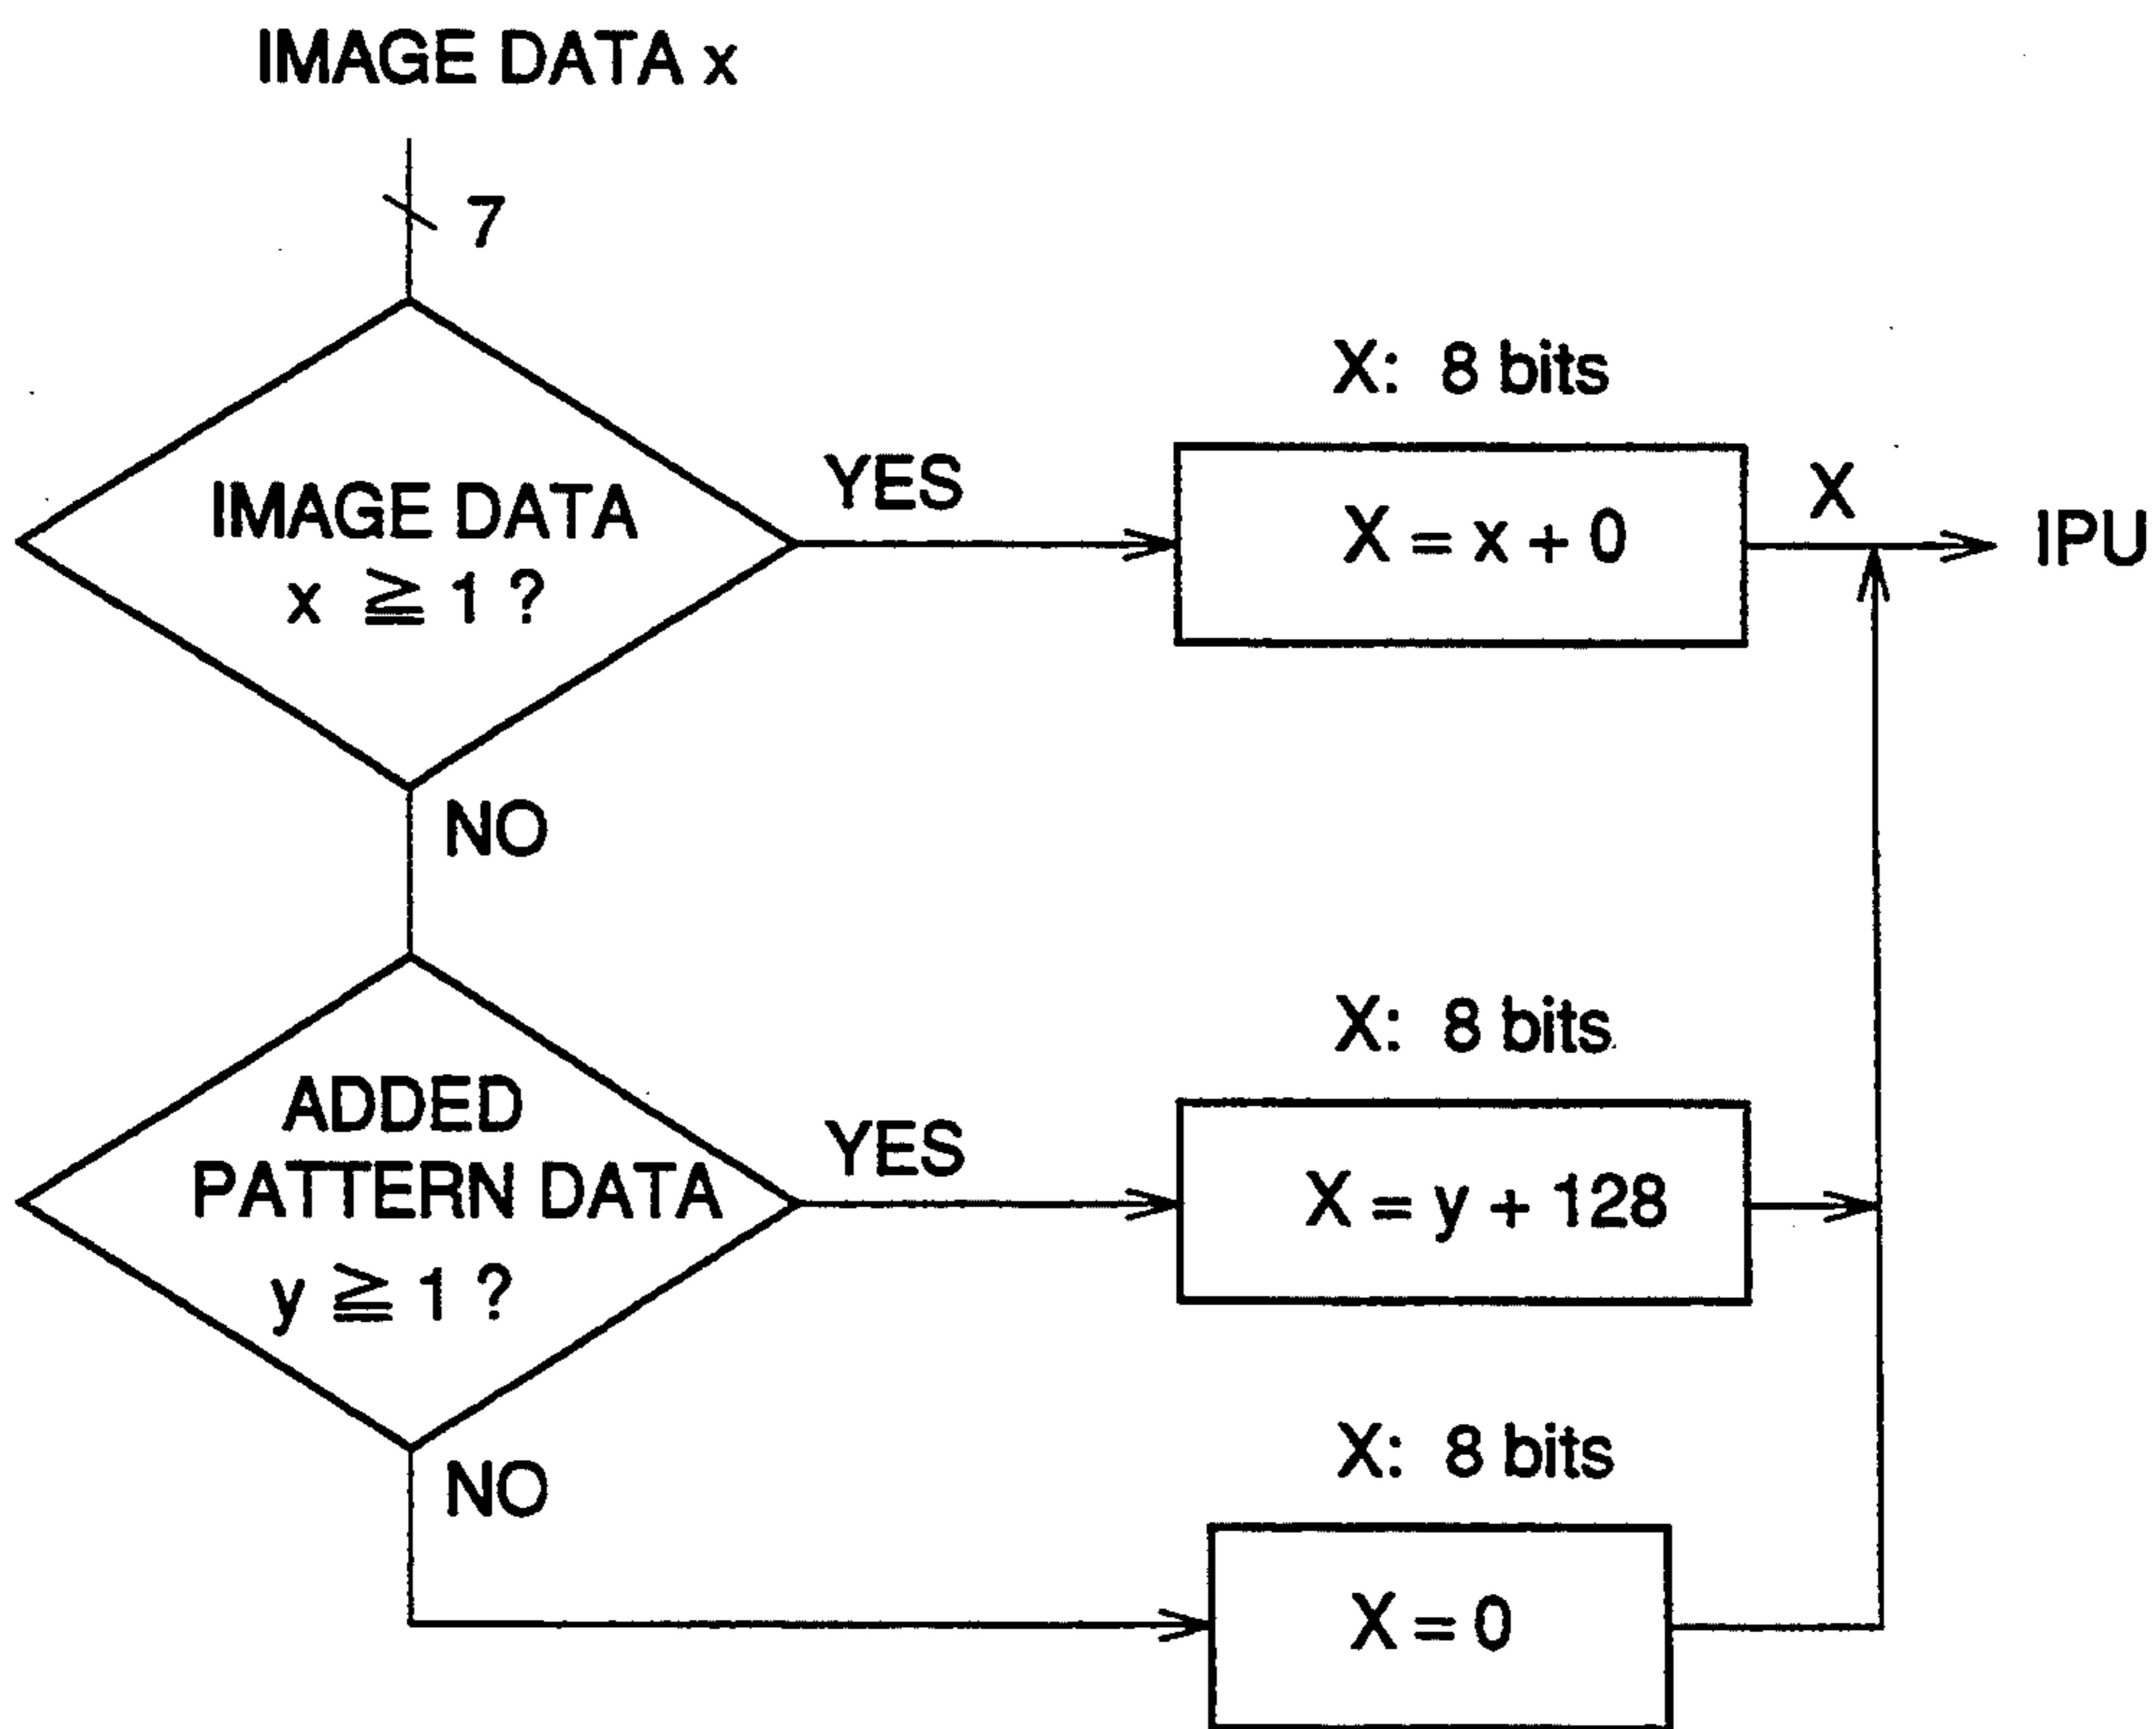 IMAGE DATA x
7
IMAGE DATA
x ≧ 1 ?
YES
X: 8 bits
X = x + 0
X
IPU
NO
ADDED
PATTERN DATA
y ≧ 1 ?
YES
X: 8 bits
X = y + 128
NO
X: 8 bits
X = 0